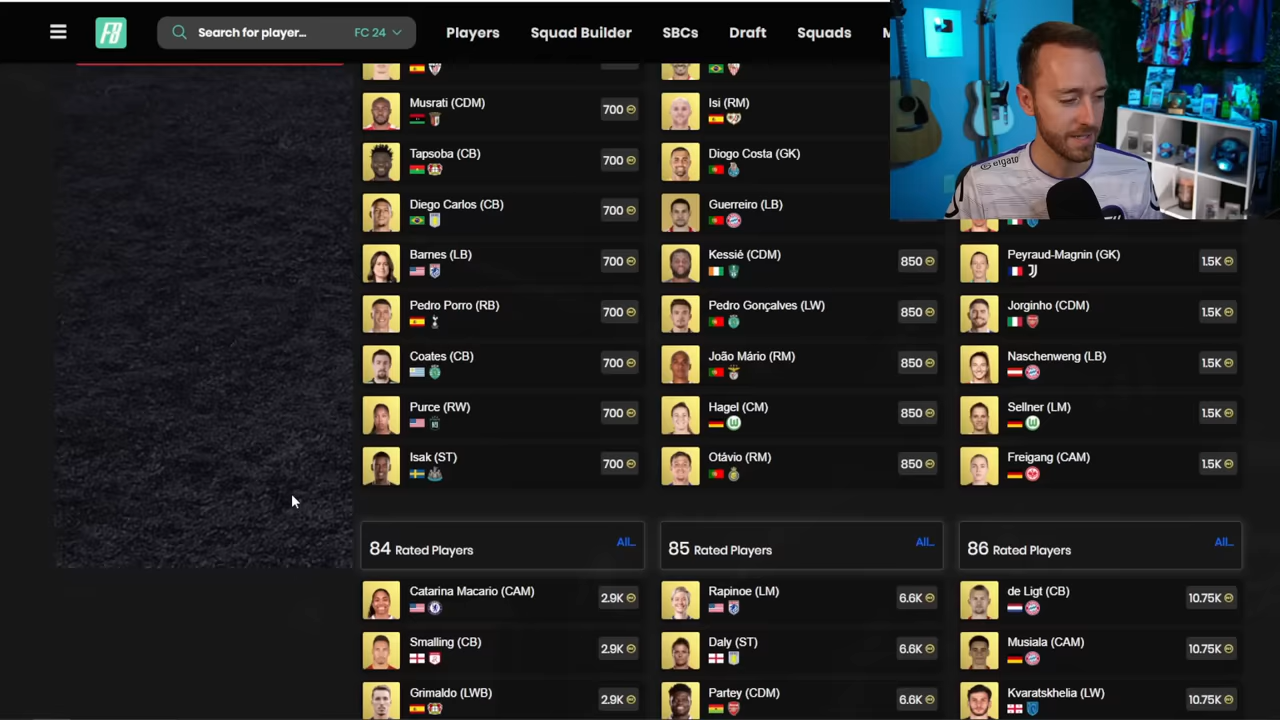 FB
Search for player...
FC 24
Players
Squad Builder
SBCs
Draft
Squads
M
elgato
Musrati (CDM)
700
Isi (RM)
Tapsoba (CB)
700
Diogo Costa (GK)
Diego Carlos (CB)
700
Guerreiro (LB)
Barnes (LB)
700
Kessié (CDM)
850
Peyraud-Magnin (GK)
1.5K
Pedro Porro (RB)
700
Pedro Gonçalves (LW)
850
Jorginho (CDM)
1.5K
Coates (CB)
700
João Mário (RM)
850
Naschenweng (LB)
1.5K
Purce (RW)
700
Hagel (CM)
850
Sellner (LM)
1.5K
Isak (ST)
700
Otávio (RM)
850
Freigang (CAM)
1.5K
84 Rated Players
All...
85 Rated Players
All...
86 Rated Players
All...
Catarina Macario (CAM)
2.9K
Rapinoe (LM)
6.6K
de Ligt (CB)
10.75K
Smalling (CB)
2.9K
Daly (ST)
6.6K
Musiala (CAM)
10.75K
Grimaldo (LWB)
2.9K
Partey (CDM)
6.6K
Kvaratskhelia (LW)
10.75K